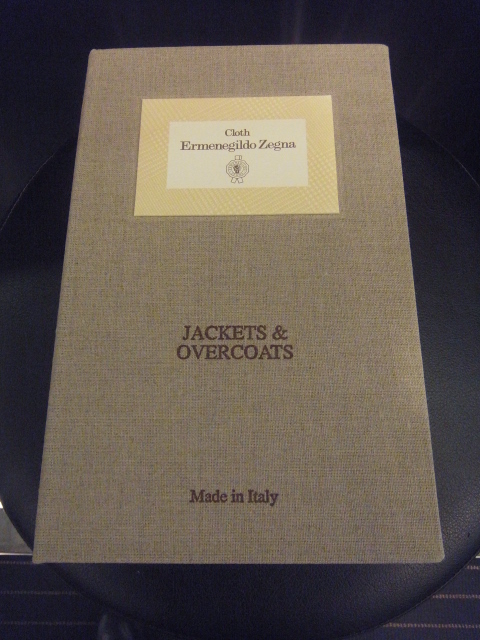 Cloth
Ermenegildo Zegna
JACKETS &
OVERCOATS
Made in Italy